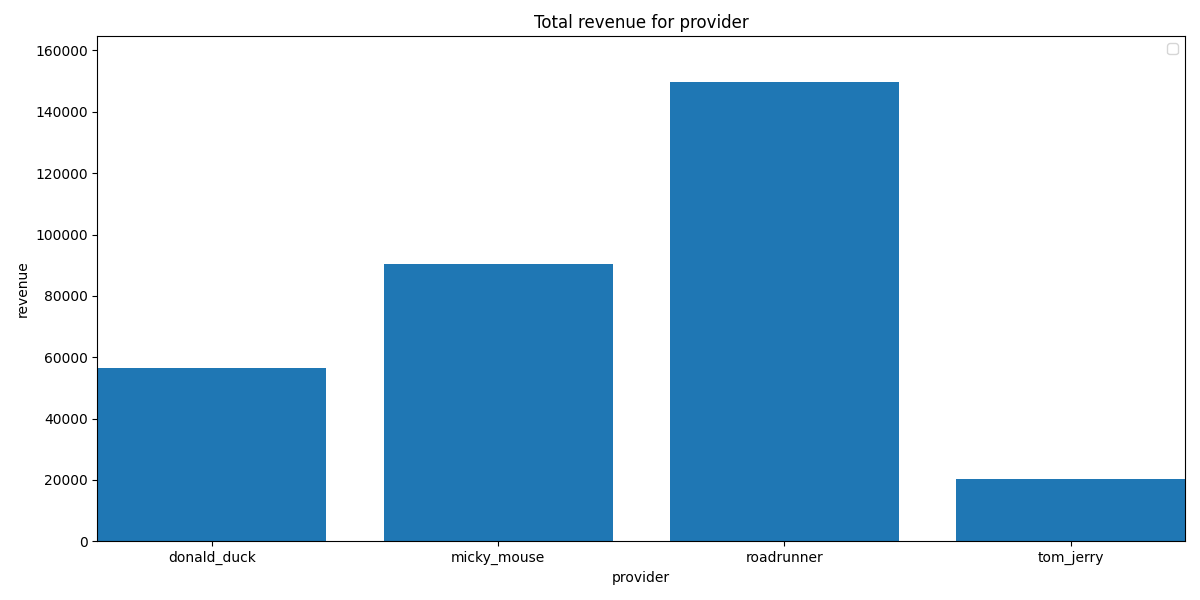 Total revenue for provider
160000
140000
120000
100000
80000
60000
40000
20000
0
revenue
donald_duck micky_mouse roadrunner tom_jerry
provider